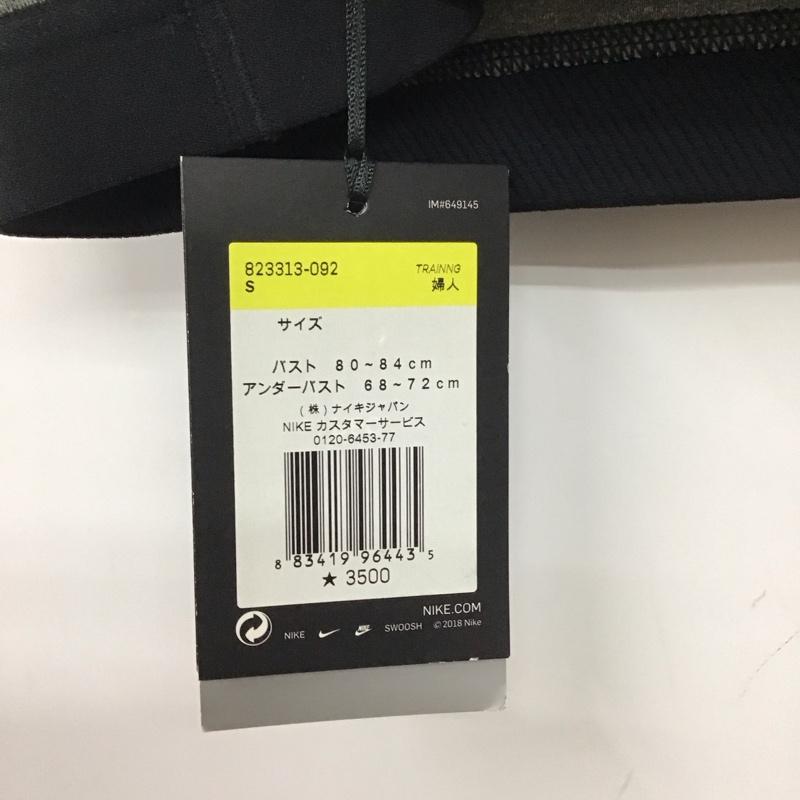 IM#649145
823313-092
TRAINNG
S
婦人
サイズ
バスト 80~84cm
アンダーバスト 68~72cm
(株)ナイキジャパン
NIKE カスタマーサービス
0120-6453-77
8 83419 96443 5
★ 3500
NIKE.COM
NIKE SWOOSH © 2018 Nike